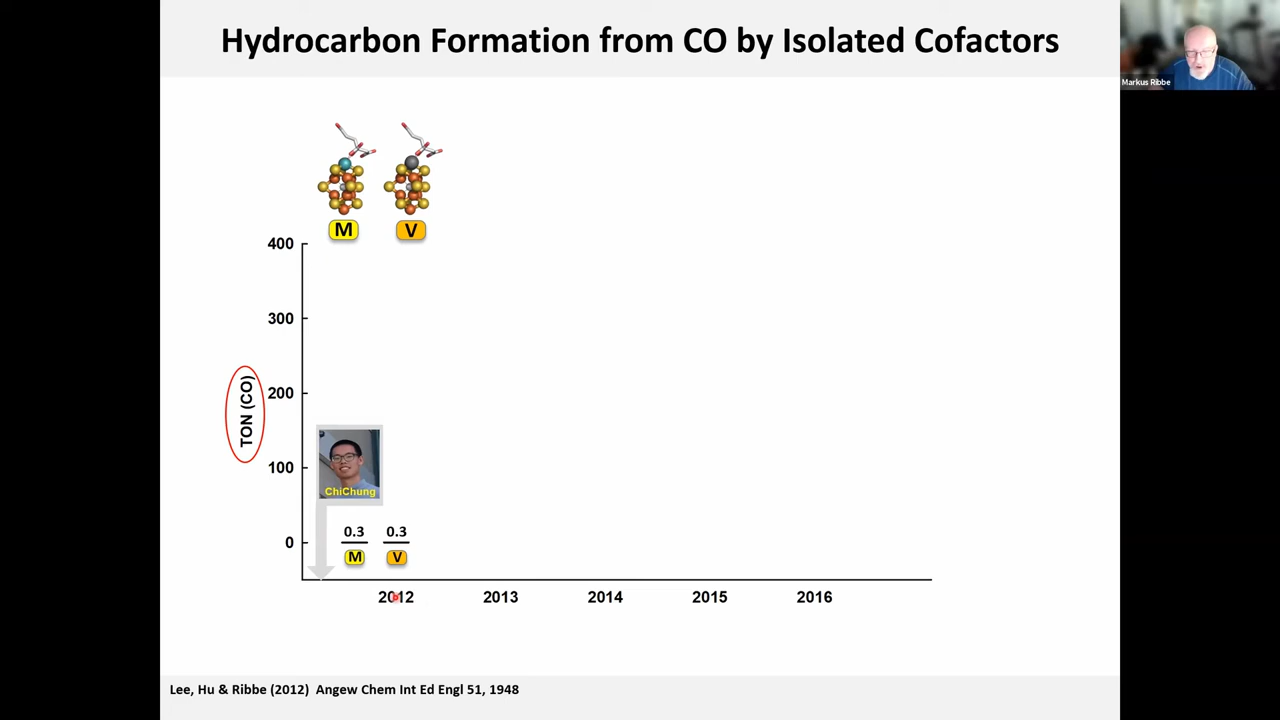 Hydrocarbon Formation from CO by Isolated Cofactors
Markus Ribbe
M V
400
300
200
100
0
TON (CO)
ChiChung
0.3 0.3
M V
2012 2013 2014 2015 2016
Lee, Hu & Ribbe (2012) Angew Chem Int Ed Engl 51, 1948